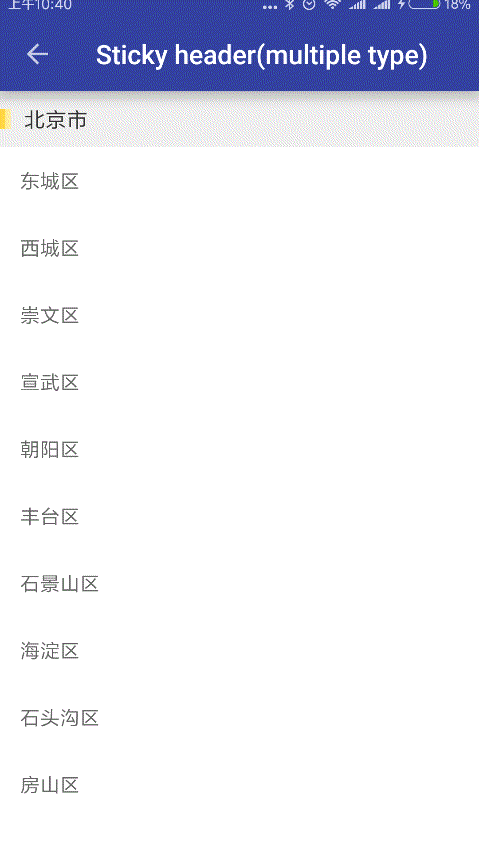 上午10:40
18%
Sticky header(multiple type)
北京市
东城区
西城区
崇文区
宣武区
朝阳区
丰台区
石景山区
海淀区
石头沟区
房山区